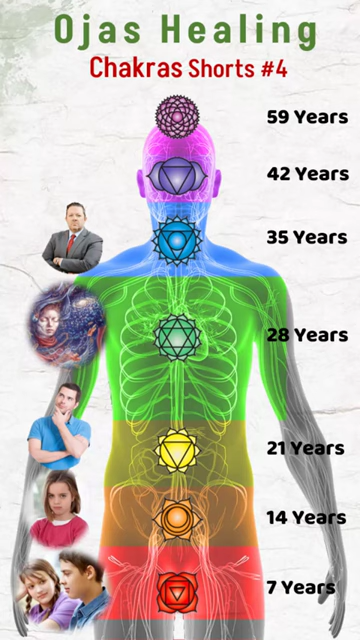 Ojas Healing
Chakras Shorts #4
59 Years
42 Years
35 Years
28 Years
21 Years
14 Years
7 Years